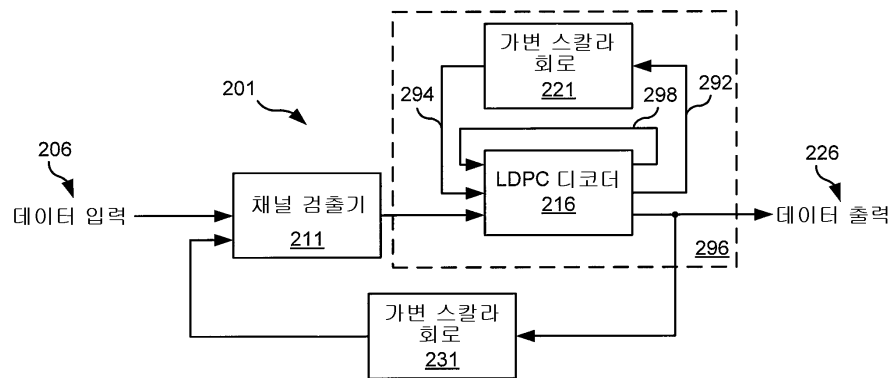 가변 스칼라
회로
221
294
298
292
201
206
226
LDPC 디코더
216
채널 검출기
211
데이터 입력
데이터 출력
296
가변 스칼라
회로
231